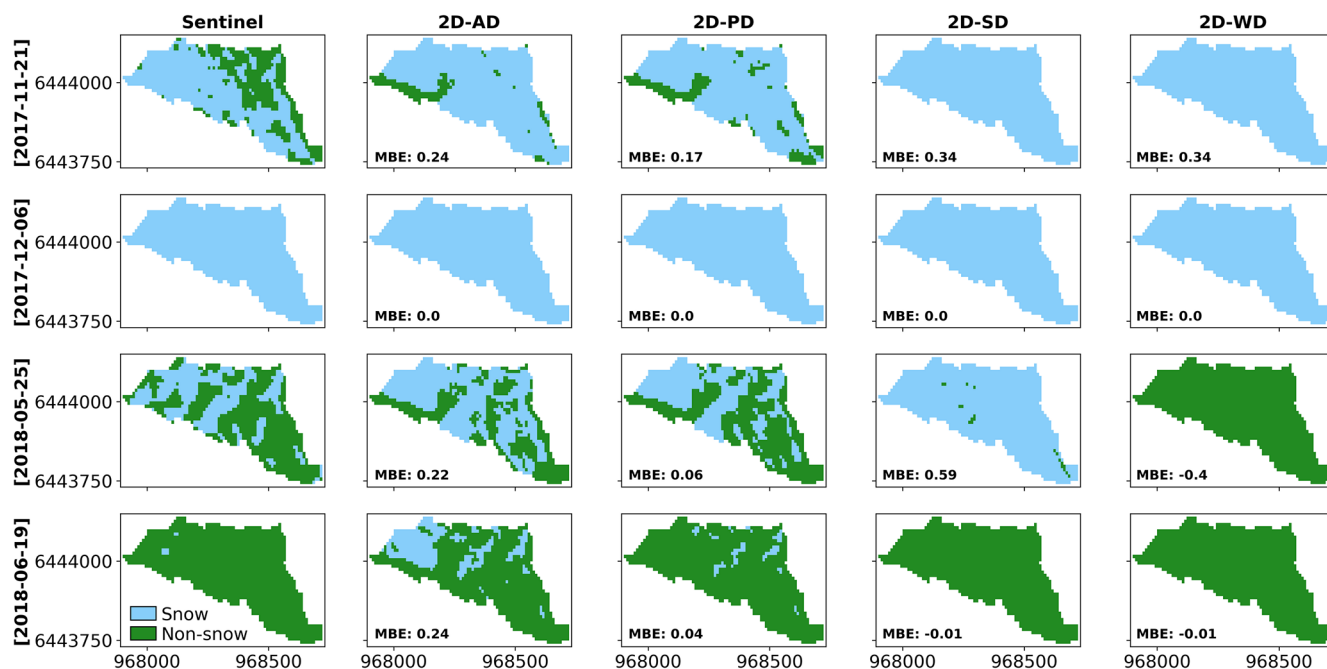 Sentinel 2D-AD 2D-PD 2D-SD 2D-WD
[2017-11-21]
6444000
6443750
MBE: 0.24 MBE: 0.17 MBE: 0.34 MBE: 0.34
[2017-12-06]
6444000
6443750
MBE: 0.0 MBE: 0.0 MBE: 0.0 MBE: 0.0
[2018-05-25]
6444000
6443750
MBE: 0.22 MBE: 0.06 MBE: 0.59 MBE: -0.4
[2018-06-19]
6444000
6443750
Snow
Non-snow
MBE: 0.24 MBE: 0.04 MBE: -0.01 MBE: -0.01
968000 968500 968000 968500 968000 968500 968000 968500 968000 968500